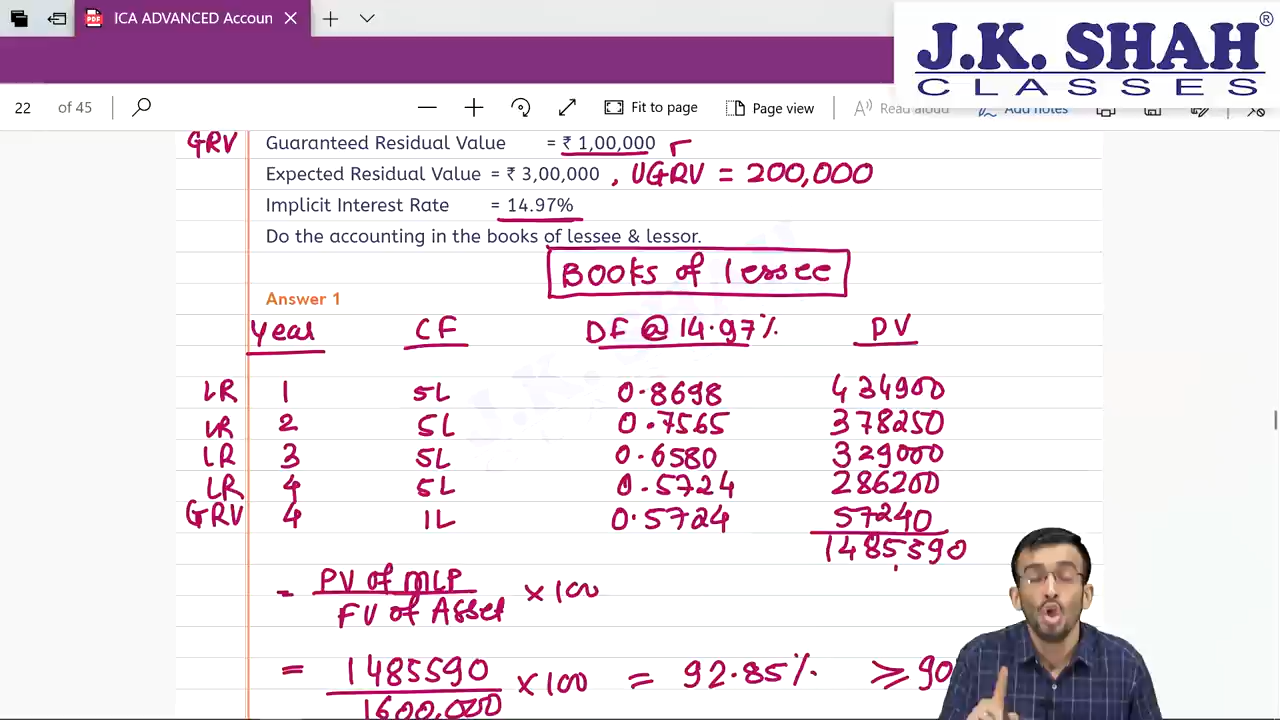 ICA ADVANCED Accoun
J.K. SHAH®
CLASSES
22 of 45
Fit to page
Page view
Read aloud
Add notes
GRV Guaranteed Residual Value = ₹ 1,00,000
Expected Residual Value = ₹ 3,00,000 , UGRV = 200,000
Implicit Interest Rate = 14.97%
Do the accounting in the books of lessee & lessor.
Books of lessee
Answer 1
Year CF DF @ 14.97% PV
LR 1 5L 0.8698 434900
LR 2 5L 0.7565 378250
LR 3 5L 0.6580 329000
LR 4 5L 0.5724 286200
GRV 4 1L 0.5724 57240
1485590
= PV of MLP
FV of Asset × 100
= 1485590
1600,000 × 100 = 92.85% ≥ 90